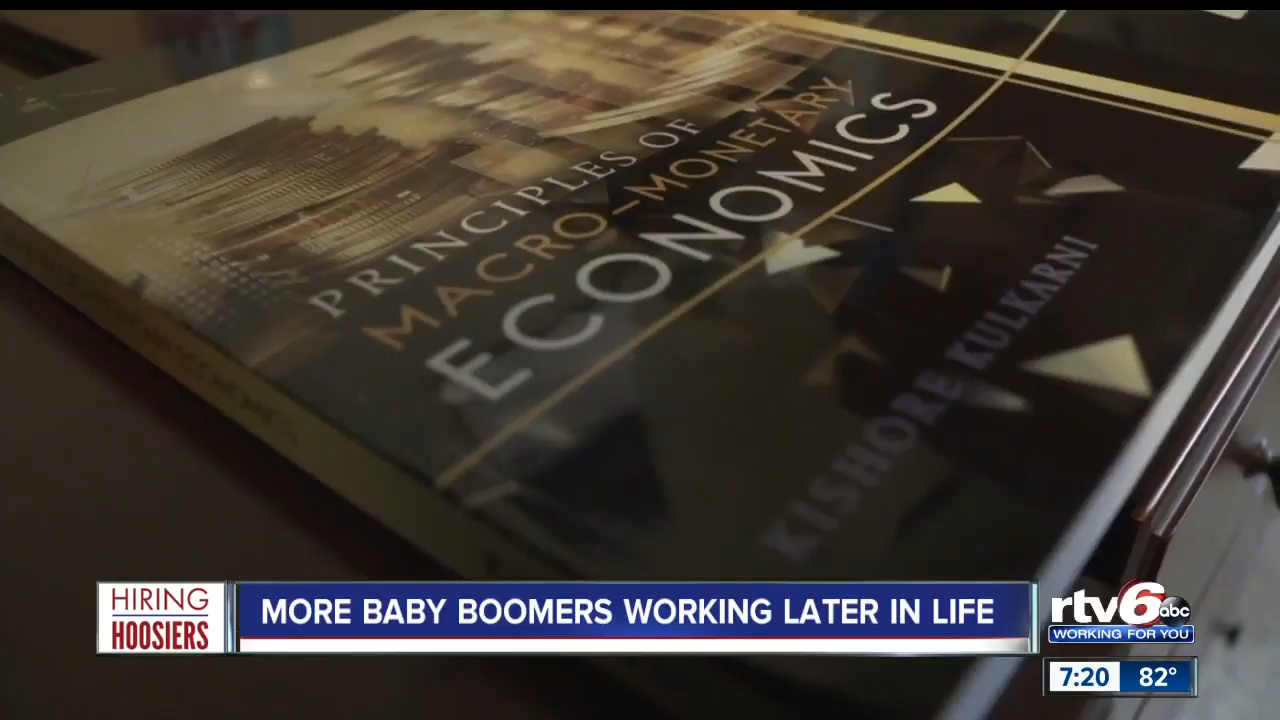 PRINCIPLES OF
MACRO-MONETARY
ECONOMICS
KISHORE KULKARNI
HIRING
HOOSIERS
MORE BABY BOOMERS WORKING LATER IN LIFE
rtv6 abc
WORKING FOR YOU
7:20 82°